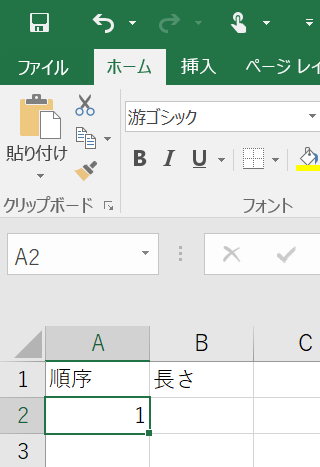 ファイル ホーム 挿入 ページ レイ
貼り付け
游ゴシック
B I U
クリップボード フォント
A2
A B C
1 順序 長さ
2 1
3